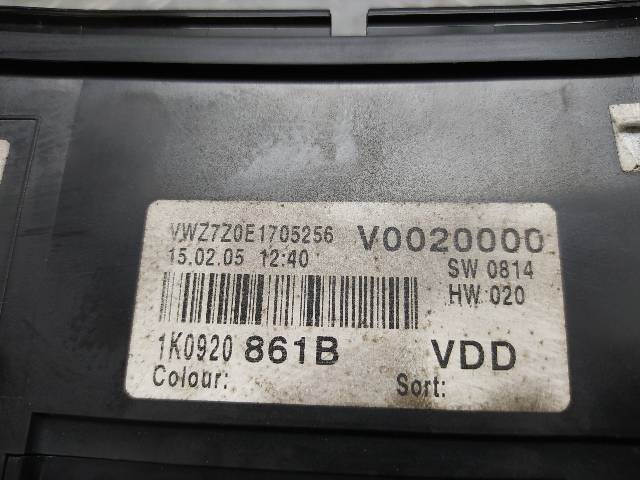 VWZ7Z0E1705256 V0020000
15.02.05 12:40 SW 0814
HW 020
1K0920 861B VDD
Colour: Sort: